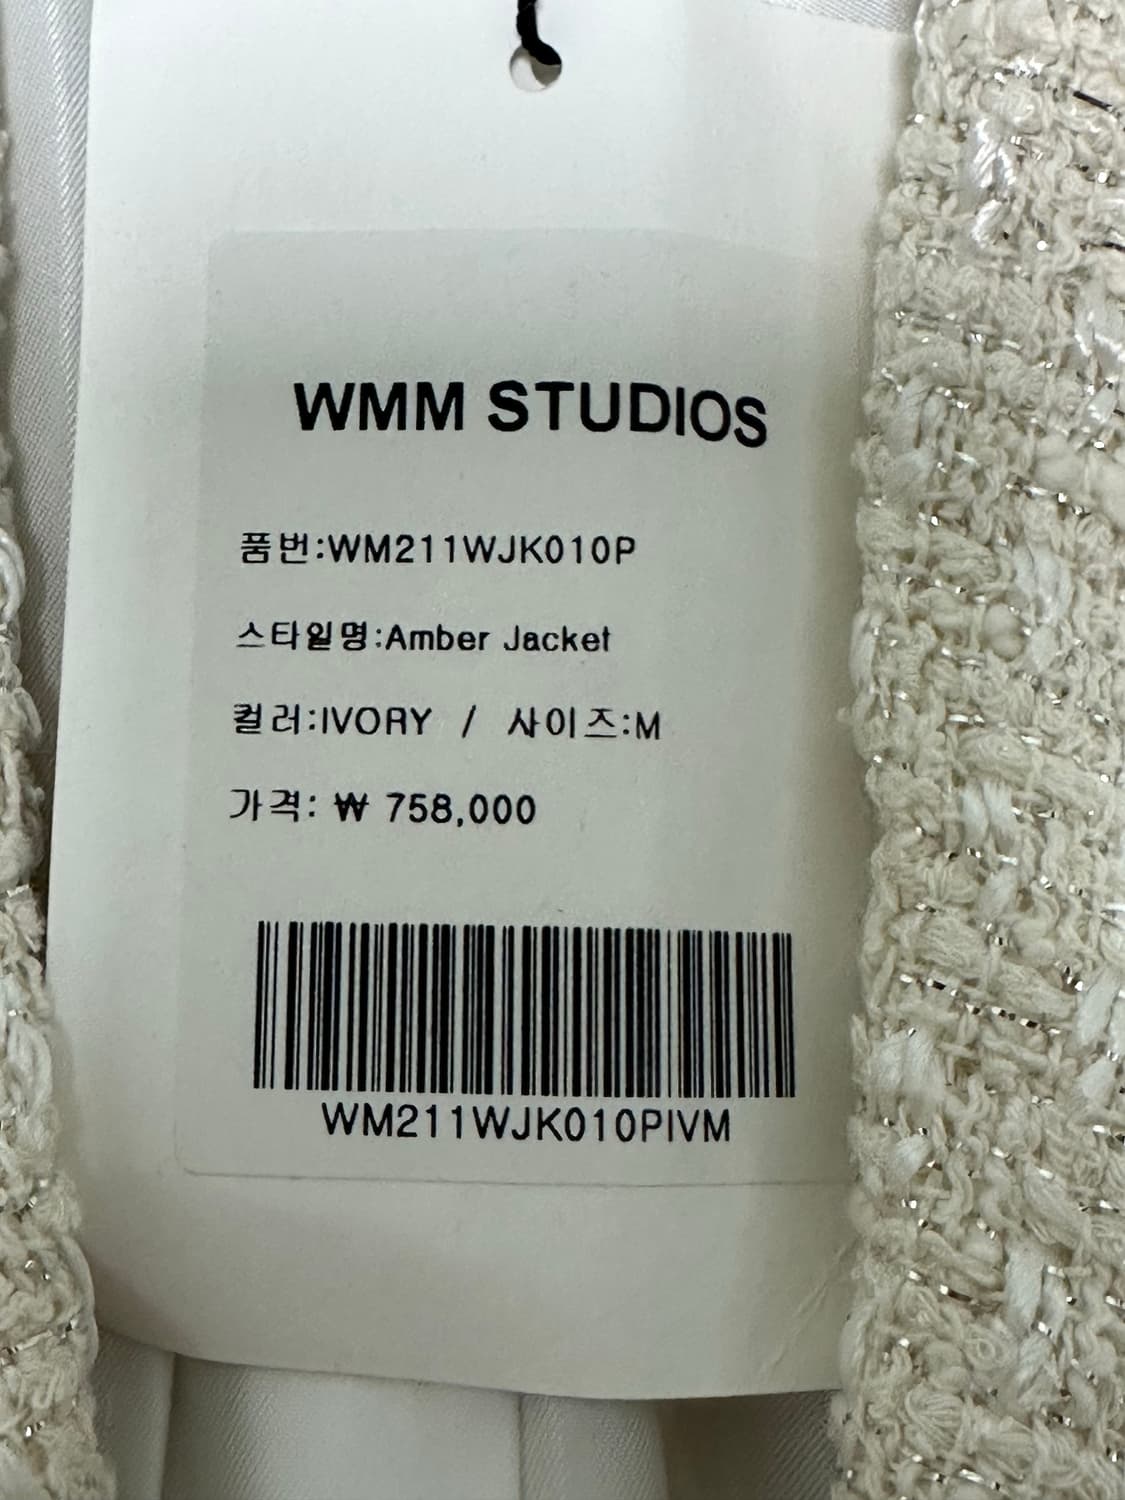 WMM STUDIOS
품번:WM211WJK010P
스타일명:Amber Jacket
컬러:IVORY / 사이즈:M
가격: ₩ 758,000
WM211WJK010PIVM